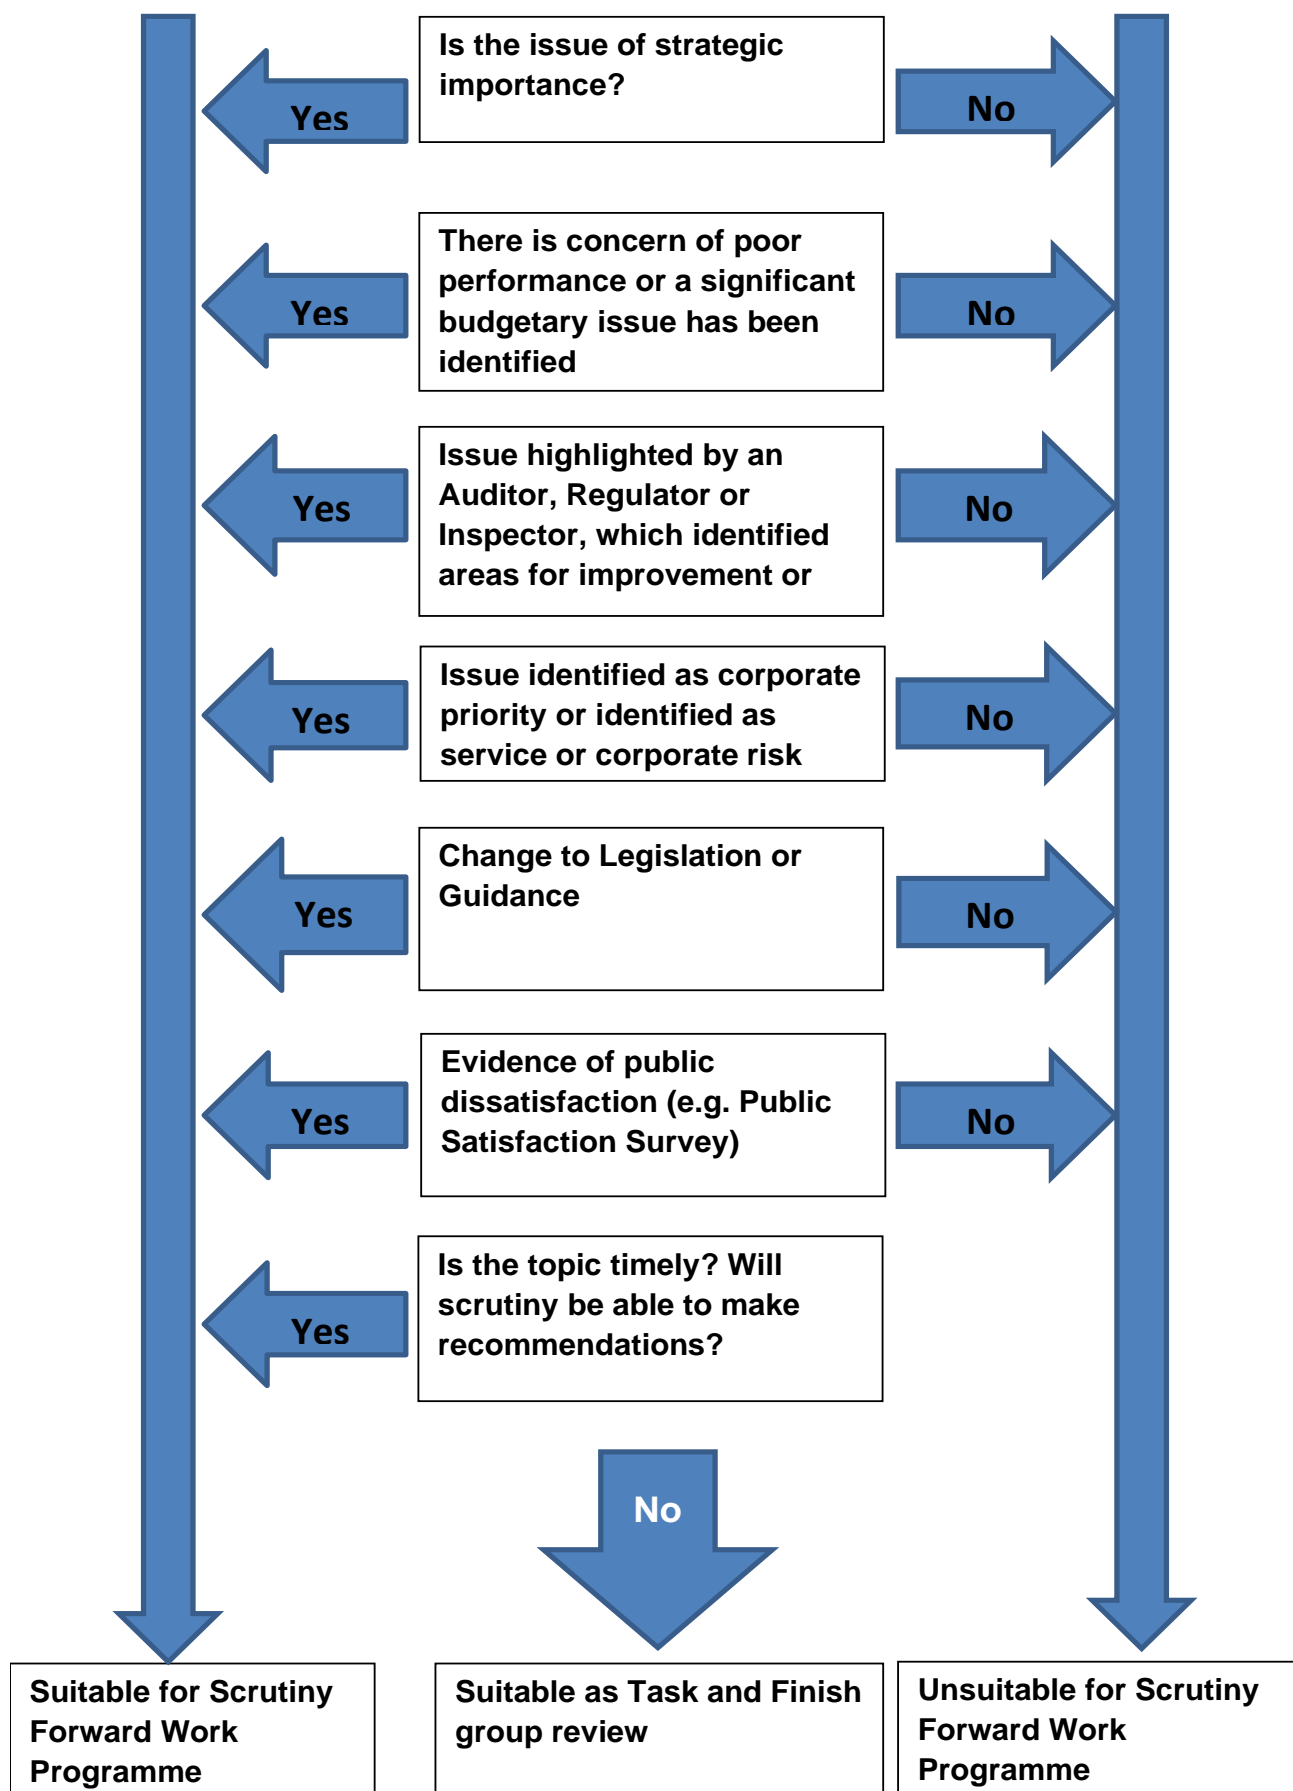 Is the issue of strategic
importance?
Yes
No
There is concern of poor
performance or a significant
budgetary issue has been
identified
Yes
No
Issue highlighted by an
Auditor, Regulator or
Inspector, which identified
areas for improvement or
Yes
No
Issue identified as corporate
priority or identified as
service or corporate risk
Yes
No
Change to Legislation or
Guidance
Yes
No
Evidence of public
dissatisfaction (e.g. Public
Satisfaction Survey)
Yes
No
Is the topic timely? Will
scrutiny be able to make
recommendations?
Yes
No
Suitable for Scrutiny
Forward Work
Programme
Suitable as Task and Finish
group review
Unsuitable for Scrutiny
Forward Work
Programme